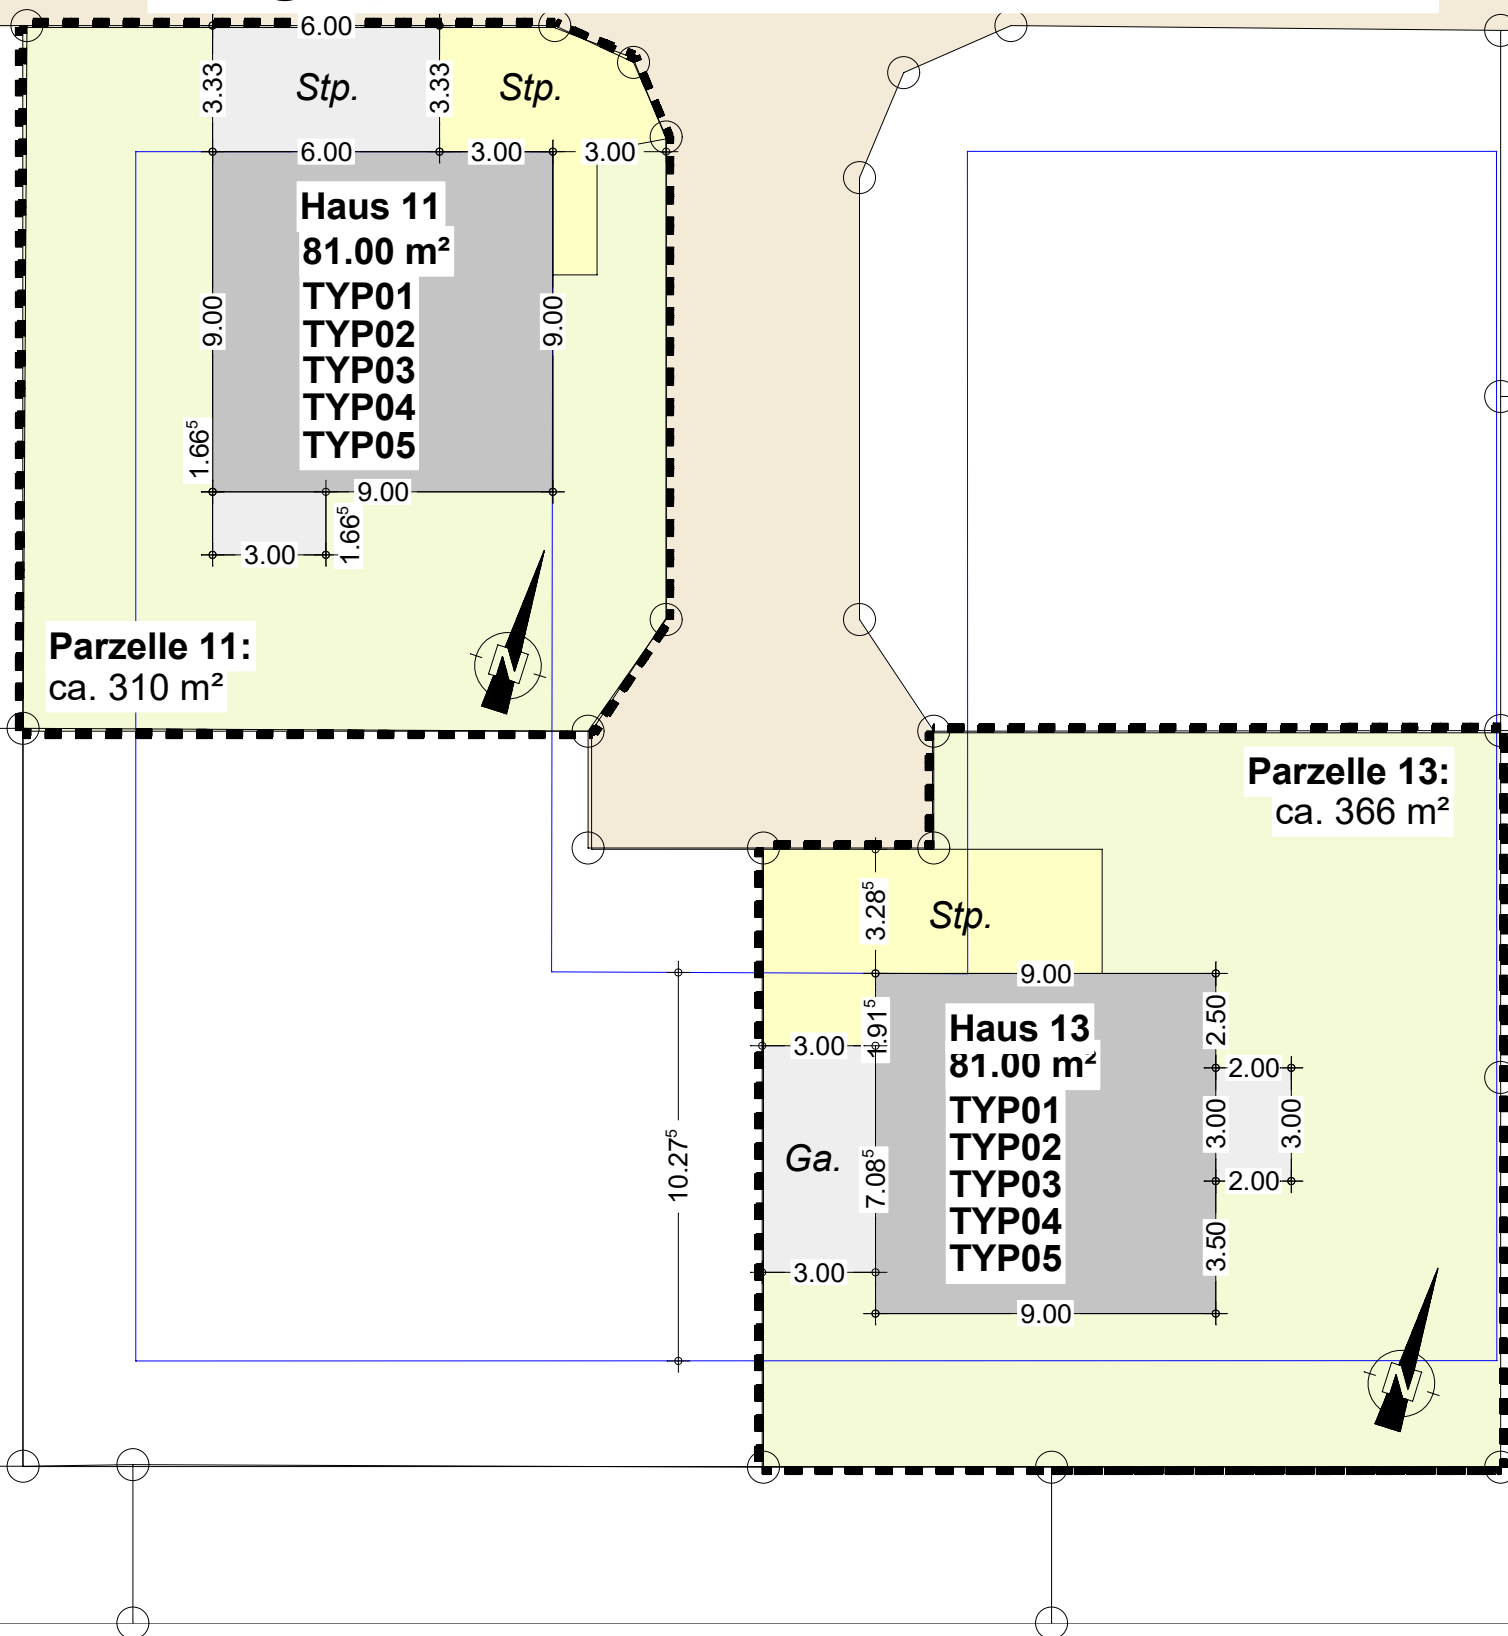 6.00
3.33
Stp.
3.33
Stp.
6.00
3.00
3.00
Haus 11
81.00 m²
TYP01
TYP02
TYP03
TYP04
TYP05
9.00
9.00
1.66⁵
9.00
3.00
1.66⁵
N
Parzelle 11:
ca. 310 m²
Parzelle 13:
ca. 366 m²
3.28⁵
Stp.
9.00
1.91⁵
3.00
Haus 13
81.00 m²
TYP01
TYP02
TYP03
TYP04
TYP05
2.50
2.00
3.00
3.00
2.00
3.50
Ga.
7.08⁵
10.27⁵
3.00
9.00
N